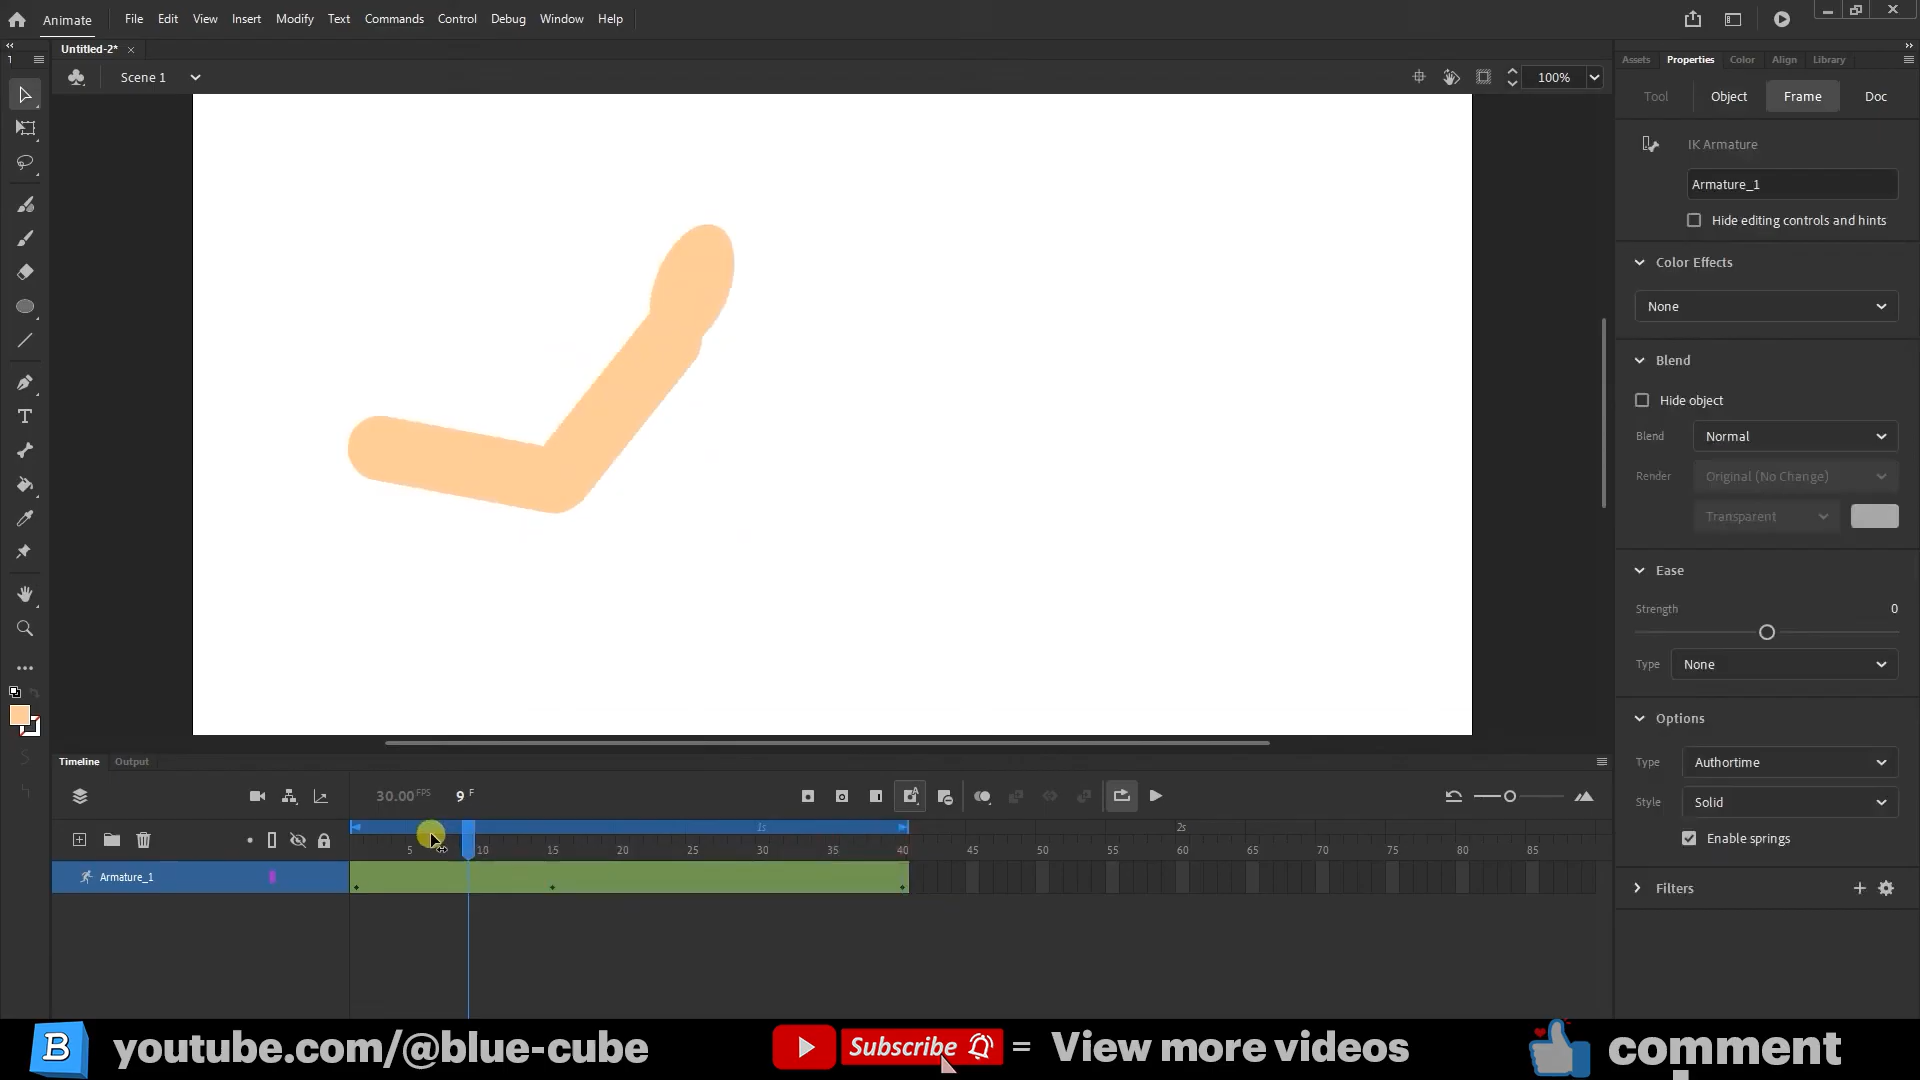 Animate File Edit View Insert Modify Text Commands Control Debug Window Help
Untitled-2* ×
1
Assets Properties Color Align Library
Scene 1
100%
Tool Object Frame Doc
IK Armature
Armature_1
Hide editing controls and hints
Color Effects
None
Blend
Hide object
Blend Normal
Render Original (No Change)
Transparent
Ease
Strength 0
Type None
Options
Type Authortime
Style Solid
Enable springs
Filters
Timeline Output
30.00 FPS 9 F
1s 2s
5 10 15 20 25 30 35 40 45 50 55 60 65 70 75 80 85
Armature_1
B youtube.com/@blue-cube Subscribe = View more videos comment